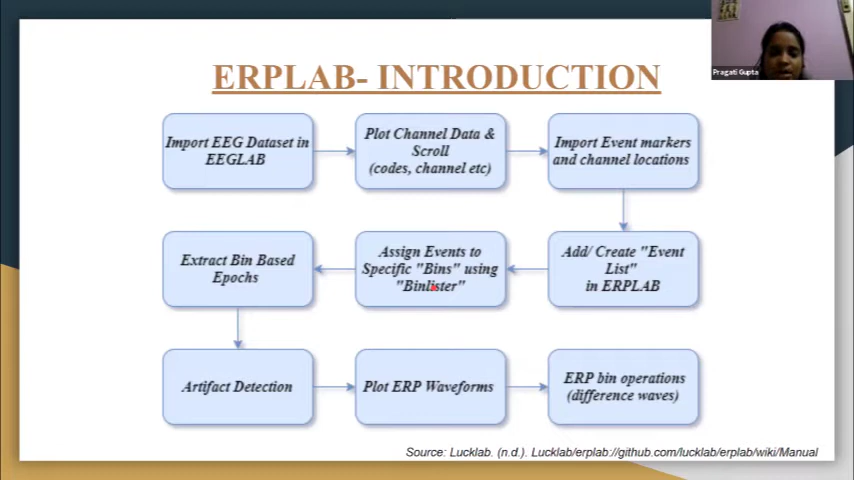 Pragati Gupta
ERPLAB- INTRODUCTION
Import EEG Dataset in
EEGLAB
Plot Channel Data &
Scroll
(codes, channel etc)
Import Event markers
and channel locations
Add/ Create "Event
List"
in ERPLAB
Assign Events to
Specific "Bins" using
"Binlister"
Extract Bin Based
Epochs
Artifact Detection
Plot ERP Waveforms
ERP bin operations
(difference waves)
Source: Lucklab. (n.d.). Lucklab/erplab://github.com/lucklab/erplab/wiki/Manual